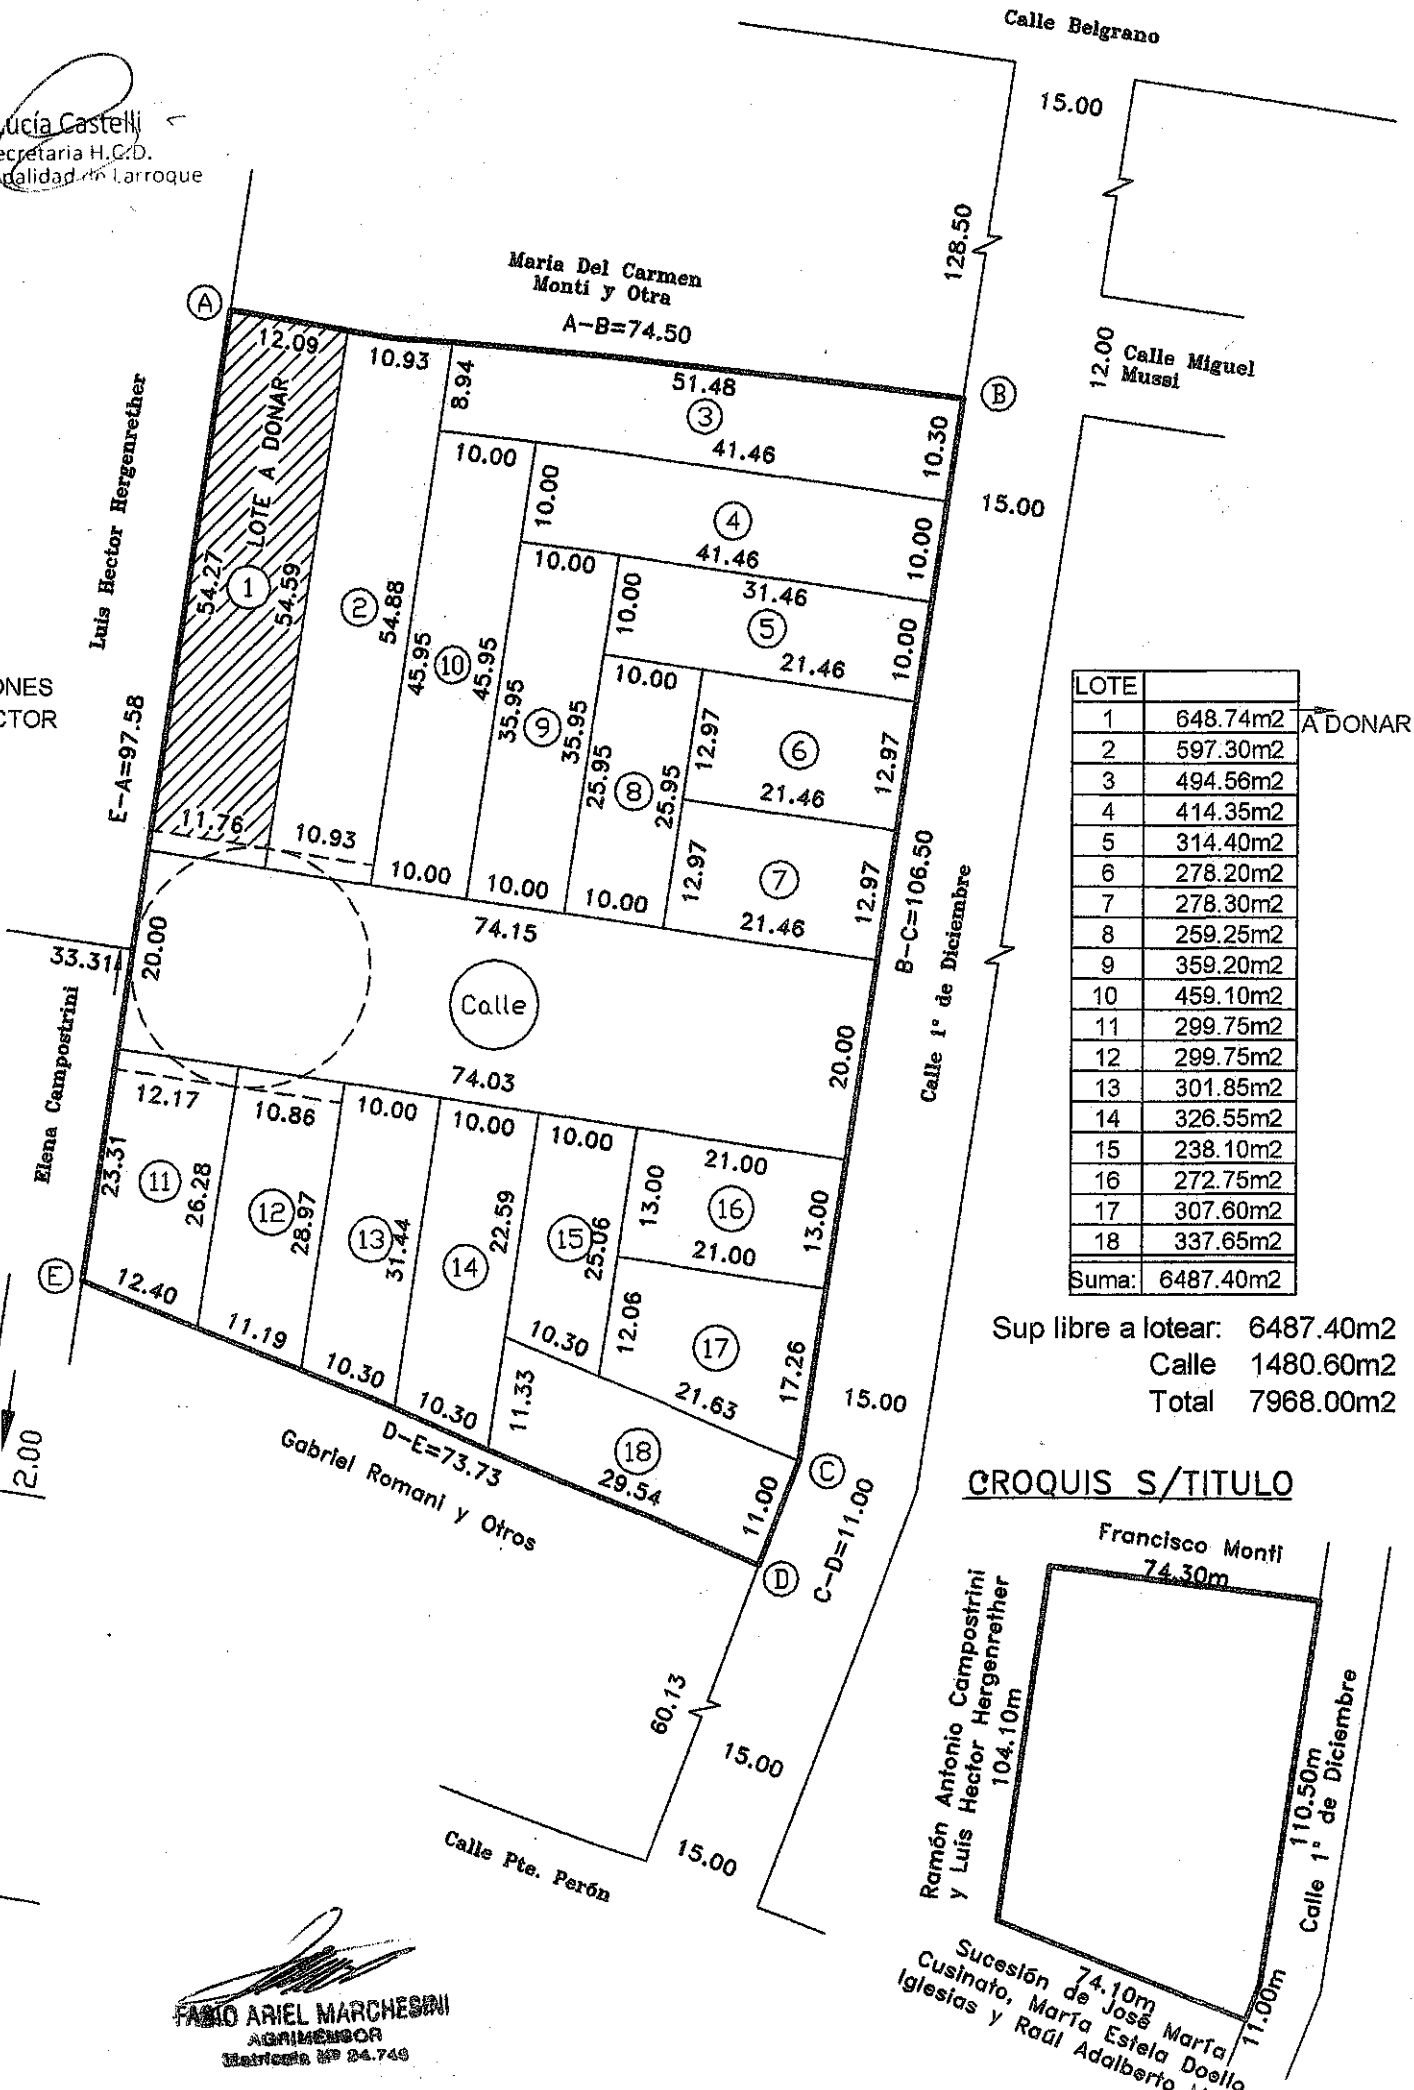 Calle Belgrano
15.00
Lucía Castelli
ecretaria H.C.D.
palidad de Larroque
128.50
Maria Del Carmen
Monti y Otra
A-B=74.50
A
B
12.00
Calle Miguel
Mussi
12.09
10.93
8.94
51.48
3
41.46
10.30
15.00
Luis Hector Hergenrether
LOTE A DONAR
54.27
1
54.59
2
54.88
10.00
10.00
4
41.46
10.00
10.00
10.00
31.46
5
21.46
10.00
45.95
10
45.95
35.95
9
35.95
10.00
12.97
6
21.46
12.97
25.95
8
25.95
12.97
7
21.46
12.97
ONES
CTOR
E-A=97.58
11.76
10.93
10.00
10.00
10.00
74.15
B-C=106.50
Calle 1º de Diciembre
33.31
20.00
Calle
20.00
74.03
Elena Campostrini
12.17
10.86
10.00
10.00
10.00
21.00
23.31
11
26.28
12
28.97
13
31.44
14
22.59
15
25.06
13.00
16
21.00
13.00
E
12.40
11.19
10.30
10.30
10.30
12.06
17
21.63
17.26
15.00
11.33
18
29.54
11.00
C
D
C-D=11.00
D-E=73.73
Gabriel Romani y Otros
2.00
60.13
15.00
15.00
Calle Pte. Perón
LOTE
1 648.74m2 A DONAR
2 597.30m2
3 494.56m2
4 414.35m2
5 314.40m2
6 278.20m2
7 278.30m2
8 259.25m2
9 359.20m2
10 459.10m2
11 299.75m2
12 299.75m2
13 301.85m2
14 326.55m2
15 238.10m2
16 272.75m2
17 307.60m2
18 337.65m2
Suma: 6487.40m2
Sup libre a lotear: 6487.40m2
Calle 1480.60m2
Total 7968.00m2
CROQUIS S/TITULO
Francisco Monti
74.30m
Ramón Antonio Campostrini
y Luis Hector Hergenrether
104.10m
110.50m
Calle 1º de Diciembre
74.10m
11.00m
Sucesión de José María
Cusinato, María Estela Doello
Iglesias y Raúl Adalberto
FABIO ARIEL MARCHESINI
AGRIMENSOR
Matricula Nº 24.746